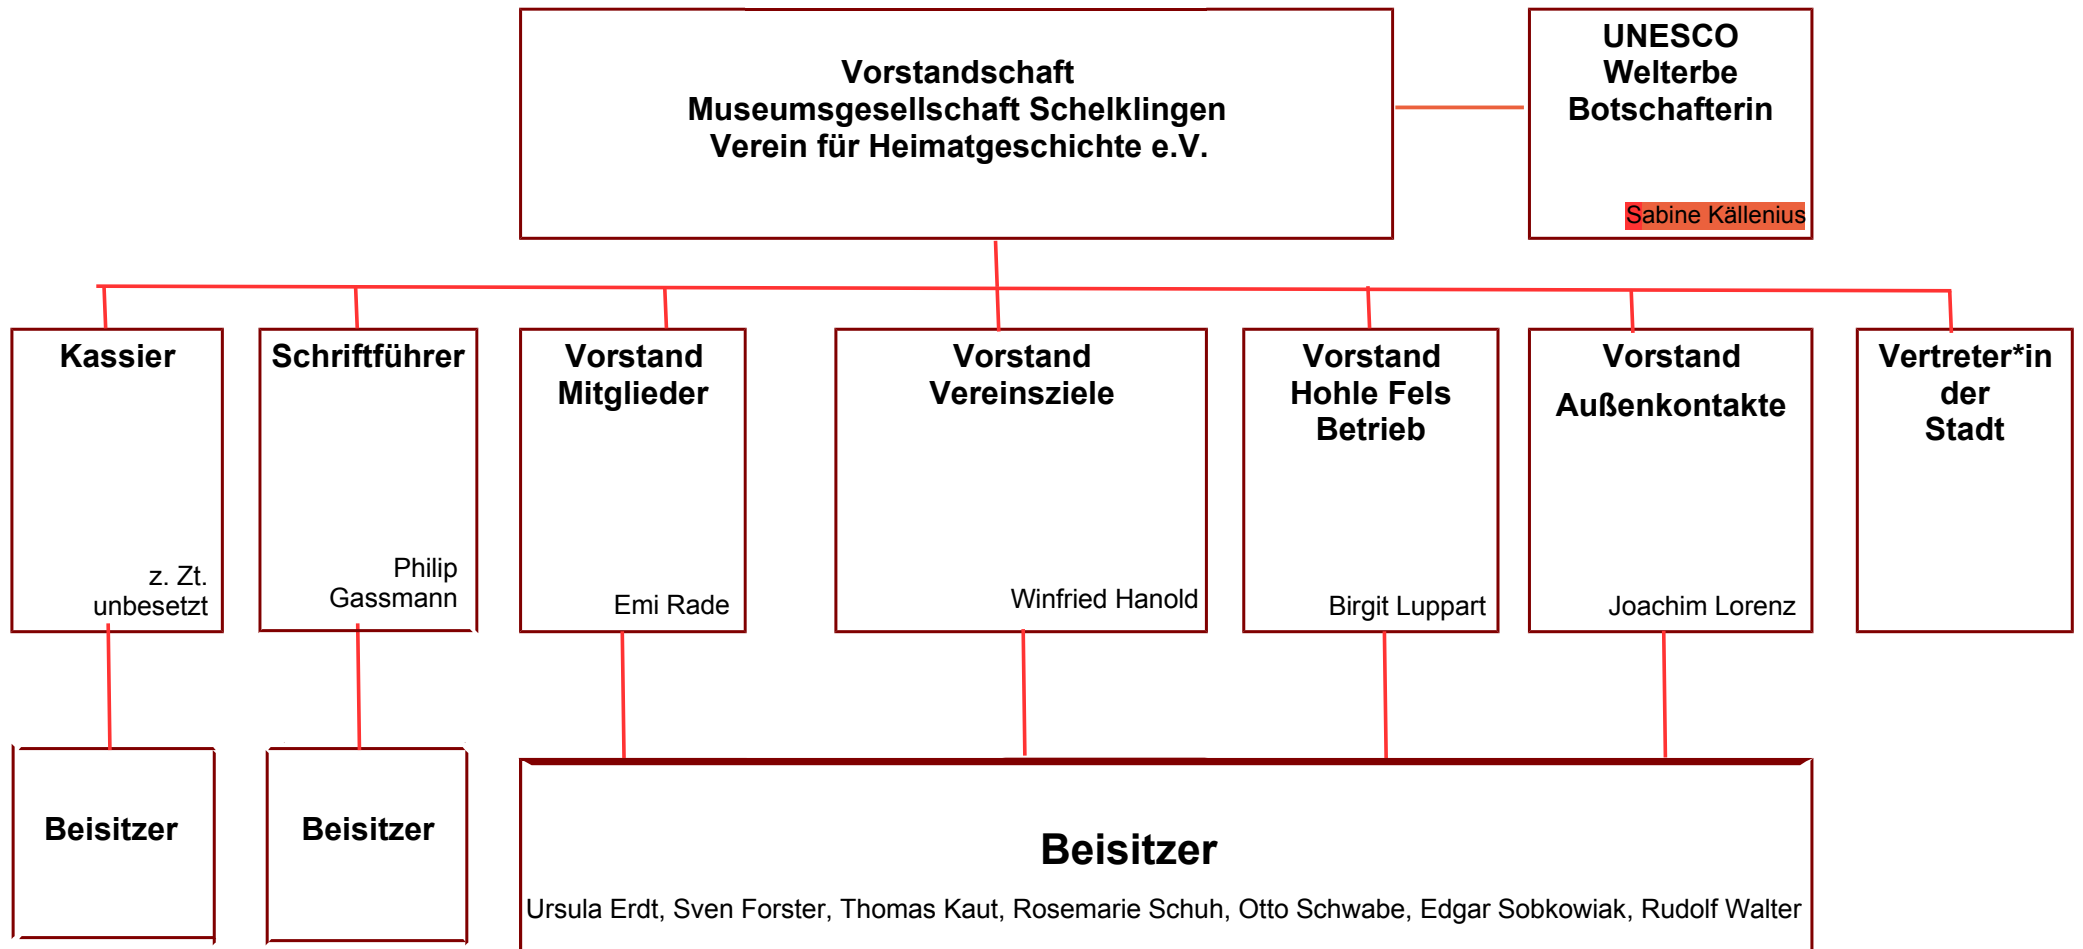 Vorstandschaft
Museumsgesellschaft Schelklingen
Verein für Heimatgeschichte e.V.
UNESCO
Welterbe
Botschafterin
Sabine Källenius
Kassier
z. Zt.
unbesetzt
Schriftführer
Philip
Gassmann
Vorstand
Mitglieder
Emi Rade
Vorstand
Vereinsziele
Winfried Hanold
Vorstand
Hohle Fels
Betrieb
Birgit Luppart
Vorstand
Außenkontakte
Joachim Lorenz
Vertreter*in
der
Stadt
Beisitzer
Beisitzer
Beisitzer
Ursula Erdt, Sven Forster, Thomas Kaut, Rosemarie Schuh, Otto Schwabe, Edgar Sobkowiak, Rudolf Walter